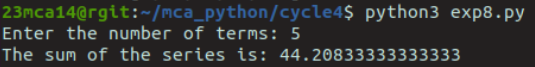 23mca14@rgit:~/mca_python/cycle4$ python3 exp8.py
Enter the number of terms: 5
The sum of the series is: 44.20833333333333